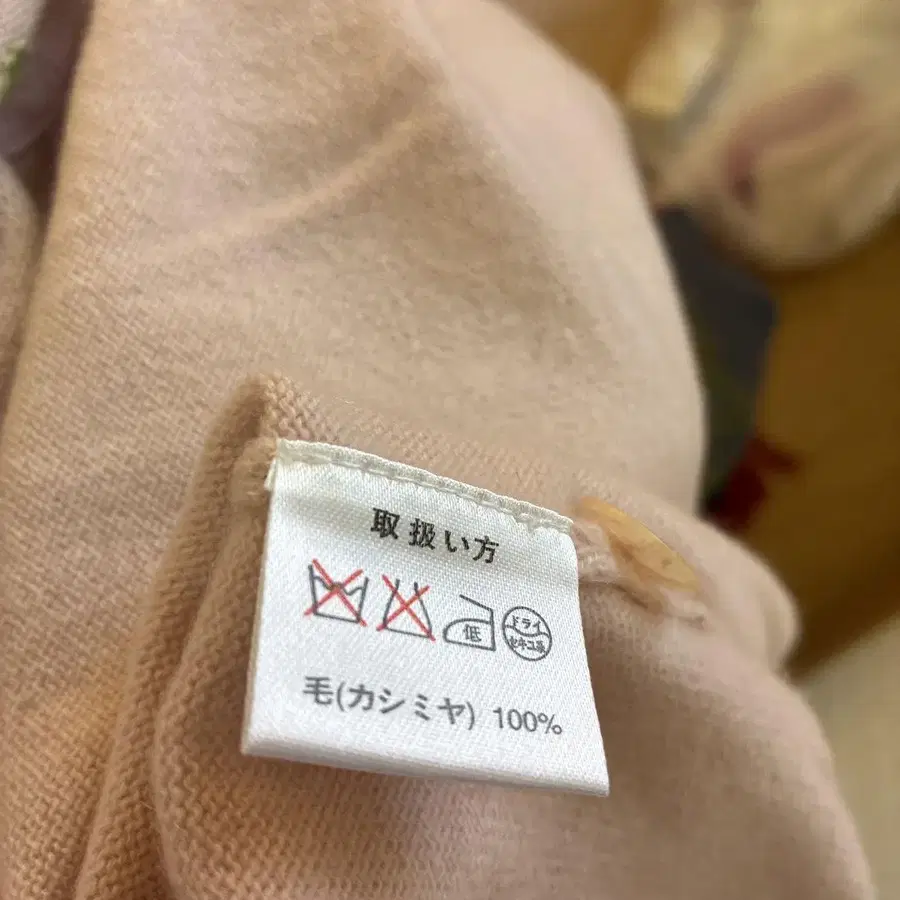 取扱い方
低 ドライ
セキユ系
毛(カシミヤ) 100%